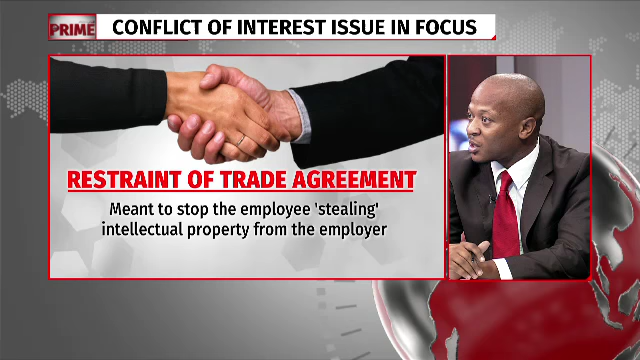 PRIME
CONFLICT OF INTEREST ISSUE IN FOCUS
RESTRAINT OF TRADE AGREEMENT
Meant to stop the employee 'stealing'
intellectual property from the employer